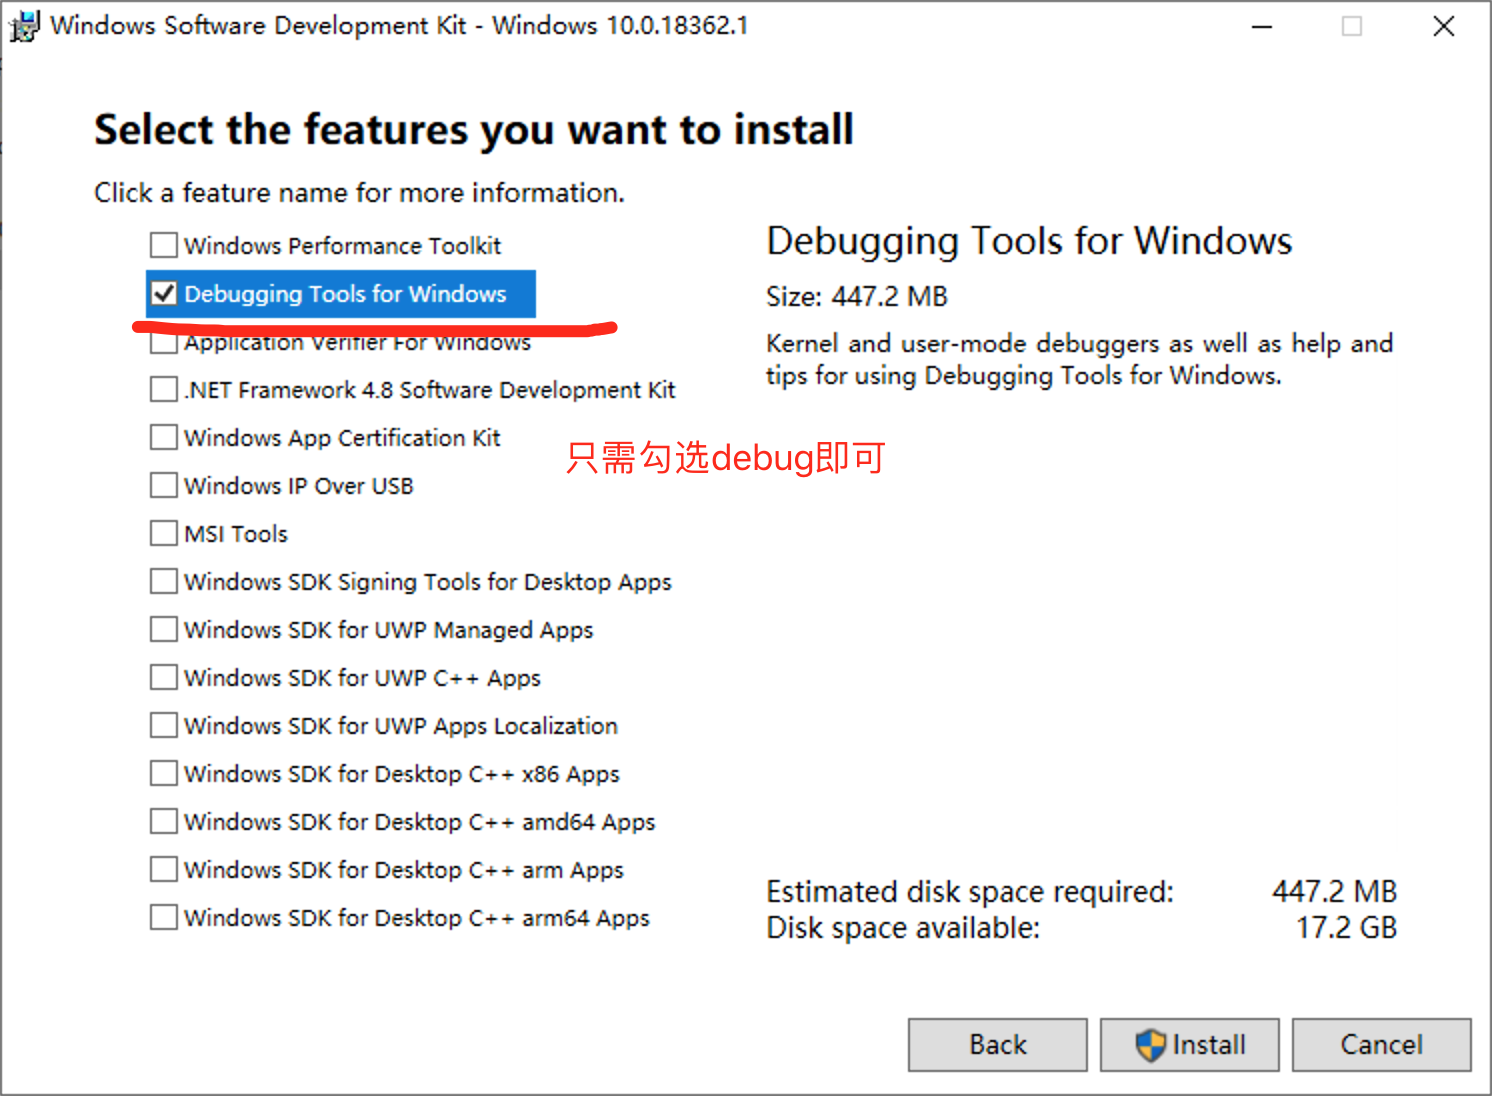 Windows Software Development Kit - Windows 10.0.18362.1
Select the features you want to install
Click a feature name for more information.
Windows Performance Toolkit
Debugging Tools for Windows
Application Verifier For Windows
.NET Framework 4.8 Software Development Kit
Windows App Certification Kit
Windows IP Over USB
MSI Tools
Windows SDK Signing Tools for Desktop Apps
Windows SDK for UWP Managed Apps
Windows SDK for UWP C++ Apps
Windows SDK for UWP Apps Localization
Windows SDK for Desktop C++ x86 Apps
Windows SDK for Desktop C++ amd64 Apps
Windows SDK for Desktop C++ arm Apps
Windows SDK for Desktop C++ arm64 Apps
Debugging Tools for Windows
Size: 447.2 MB
Kernel and user-mode debuggers as well as help and
tips for using Debugging Tools for Windows.
只需勾选debug即可
Estimated disk space required: 447.2 MB
Disk space available: 17.2 GB
Back
Install
Cancel